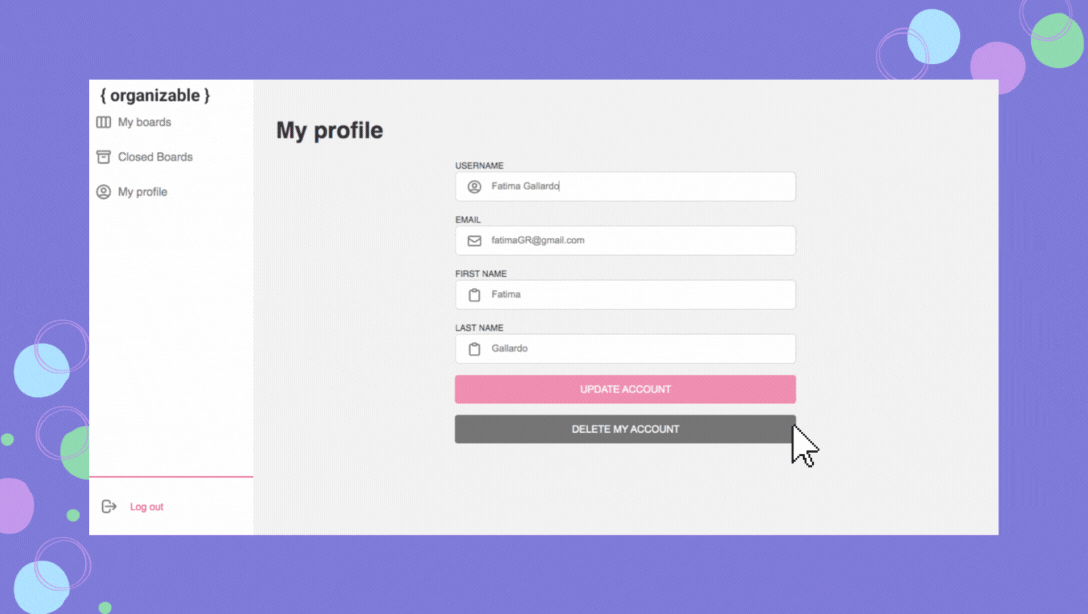 { organizable }
My boards
Closed Boards
My profile
Log out
My profile
USERNAME
Fatima Gallardo
EMAIL
fatimaGR@gmail.com
FIRST NAME
Fatima
LAST NAME
Gallardo
UPDATE ACCOUNT
DELETE MY ACCOUNT